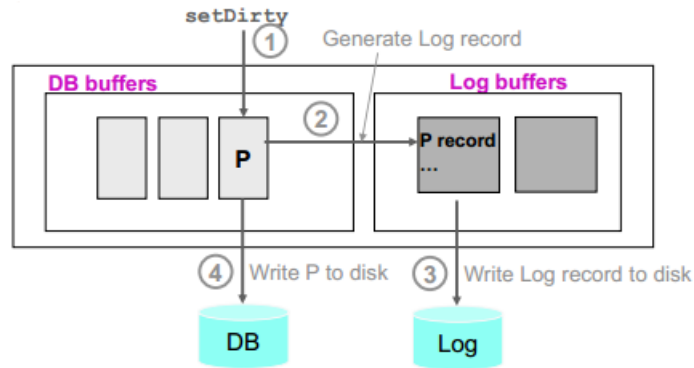 setDirty
1
Generate Log record
DB buffers
Log buffers
2
P
P record
...
4
Write P to disk
3
Write Log record to disk
DB
Log